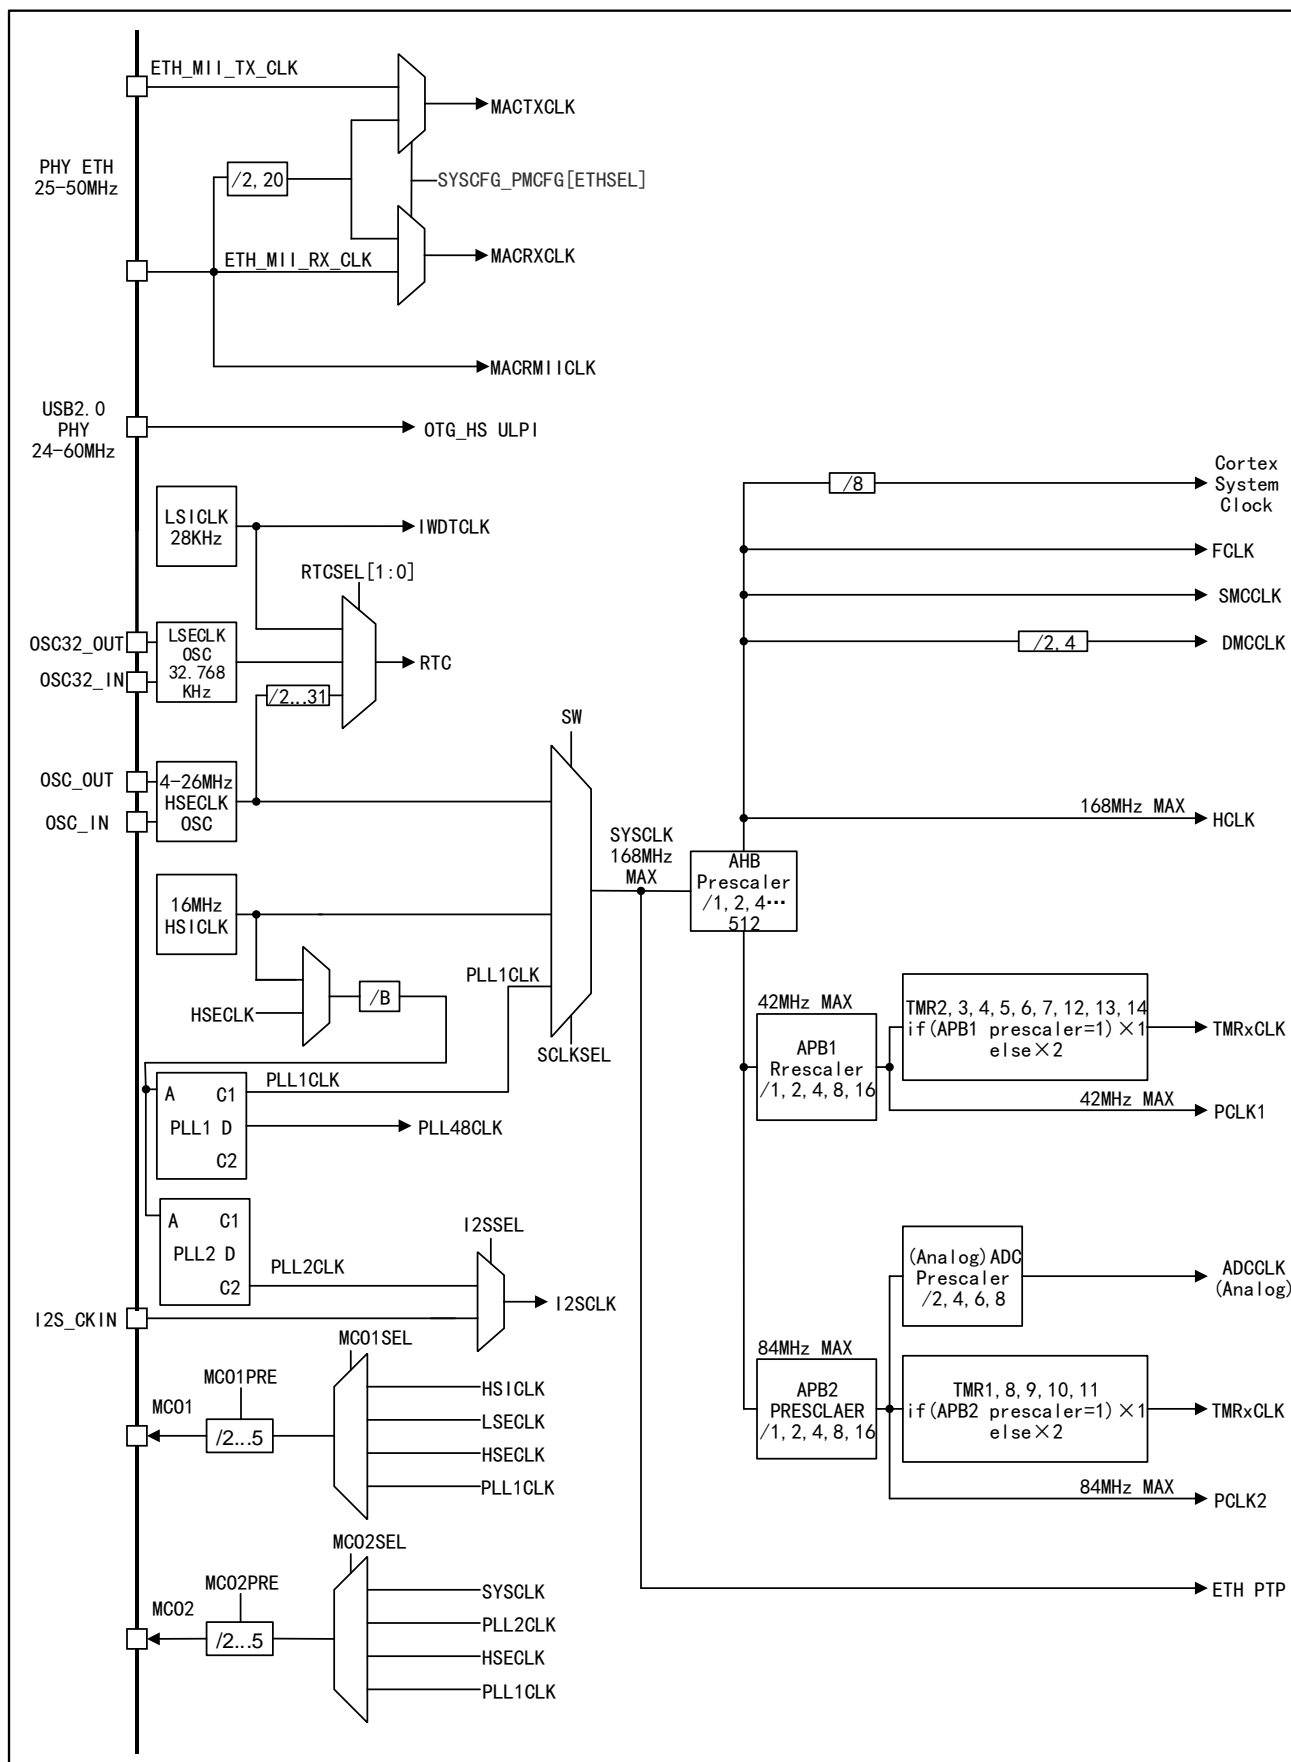 ETH_MII_TX_CLK
MACTXCLK
PHY ETH
25-50MHz
/2, 20
SYSCFG_PMCFG[ETHSEL]
ETH_MII_RX_CLK
MACRXCLK
MACRMIICLK
USB2.0
PHY
24-60MHz
OTG_HS ULPI
LSICLK
28KHz
IWDTCLK
RTCSEL[1:0]
OSC32_OUT
OSC32_IN
LSECLK
OSC
32.768
KHz
RTC
/2...31
OSC_OUT
OSC_IN
4-26MHz
HSECLK
OSC
SW
16MHz
HSICLK
HSECLK
/B
PLL1CLK
SCLKSEL
SYSCLK
168MHz
MAX
AHB
Prescaler
/1, 2, 4…
512
/8
Cortex
System
Clock
FCLK
SMCCLK
/2, 4
DMCCLK
168MHz MAX
HCLK
A
C1
PLL1 D
C2
PLL1CLK
PLL48CLK
A
C1
PLL2 D
C2
PLL2CLK
I2SSEL
I2SCLK
I2S_CKIN
42MHz MAX
APB1
Rrescaler
/1, 2, 4, 8, 16
TMR2, 3, 4, 5, 6, 7, 12, 13, 14
if(APB1 prescaler=1) ×1
else×2
TMRxCLK
42MHz MAX
PCLK1
(Analog)ADC
Prescaler
/2, 4, 6, 8
ADCCLK
(Analog)
84MHz MAX
APB2
PRESCLAER
/1, 2, 4, 8, 16
TMR1, 8, 9, 10, 11
if(APB2 prescaler=1) ×1
else×2
TMRxCLK
84MHz MAX
PCLK2
ETH PTP
MCO1SEL
MCO1PRE
MCO1
/2...5
HSICLK
LSECLK
HSECLK
PLL1CLK
MCO2SEL
MCO2PRE
MCO2
/2...5
SYSCLK
PLL2CLK
HSECLK
PLL1CLK